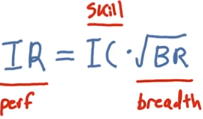 skill
IR = IC · √BR
perf breadth